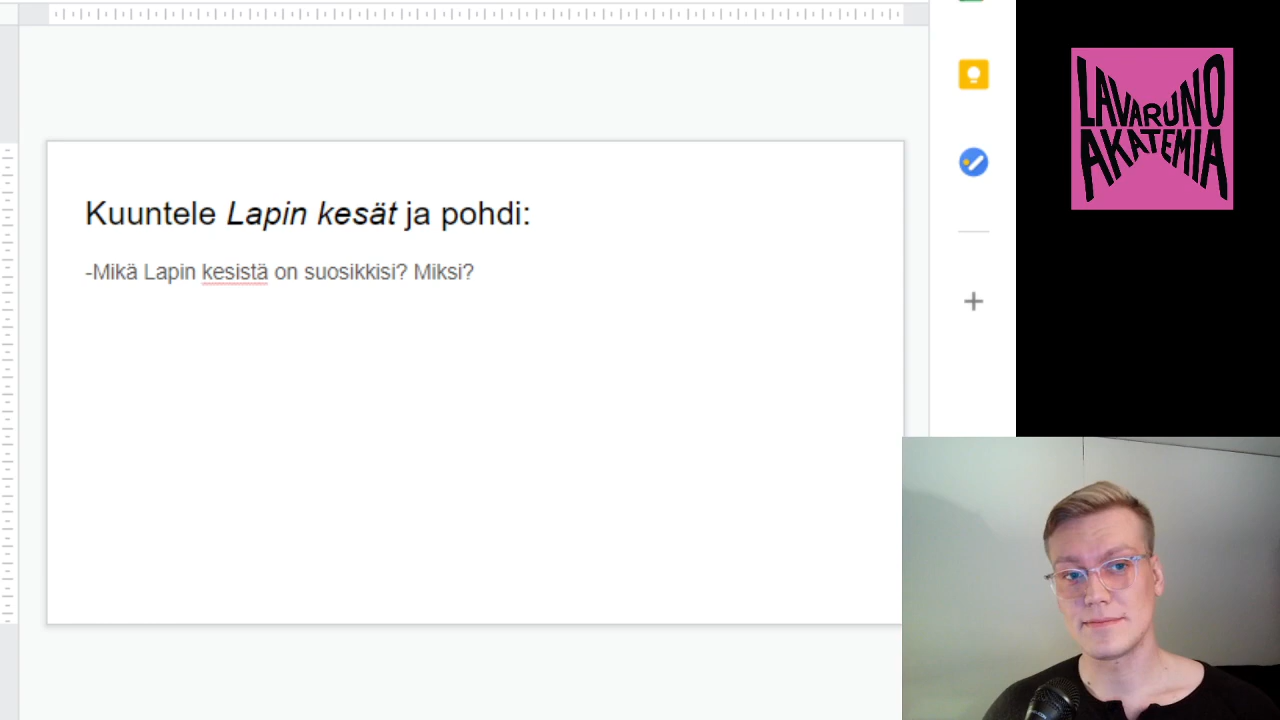 LAVARUNO
AKATEMIA
Kuuntele Lapin kesät ja pohdi:
-Mikä Lapin kesistä on suosikkisi? Miksi?